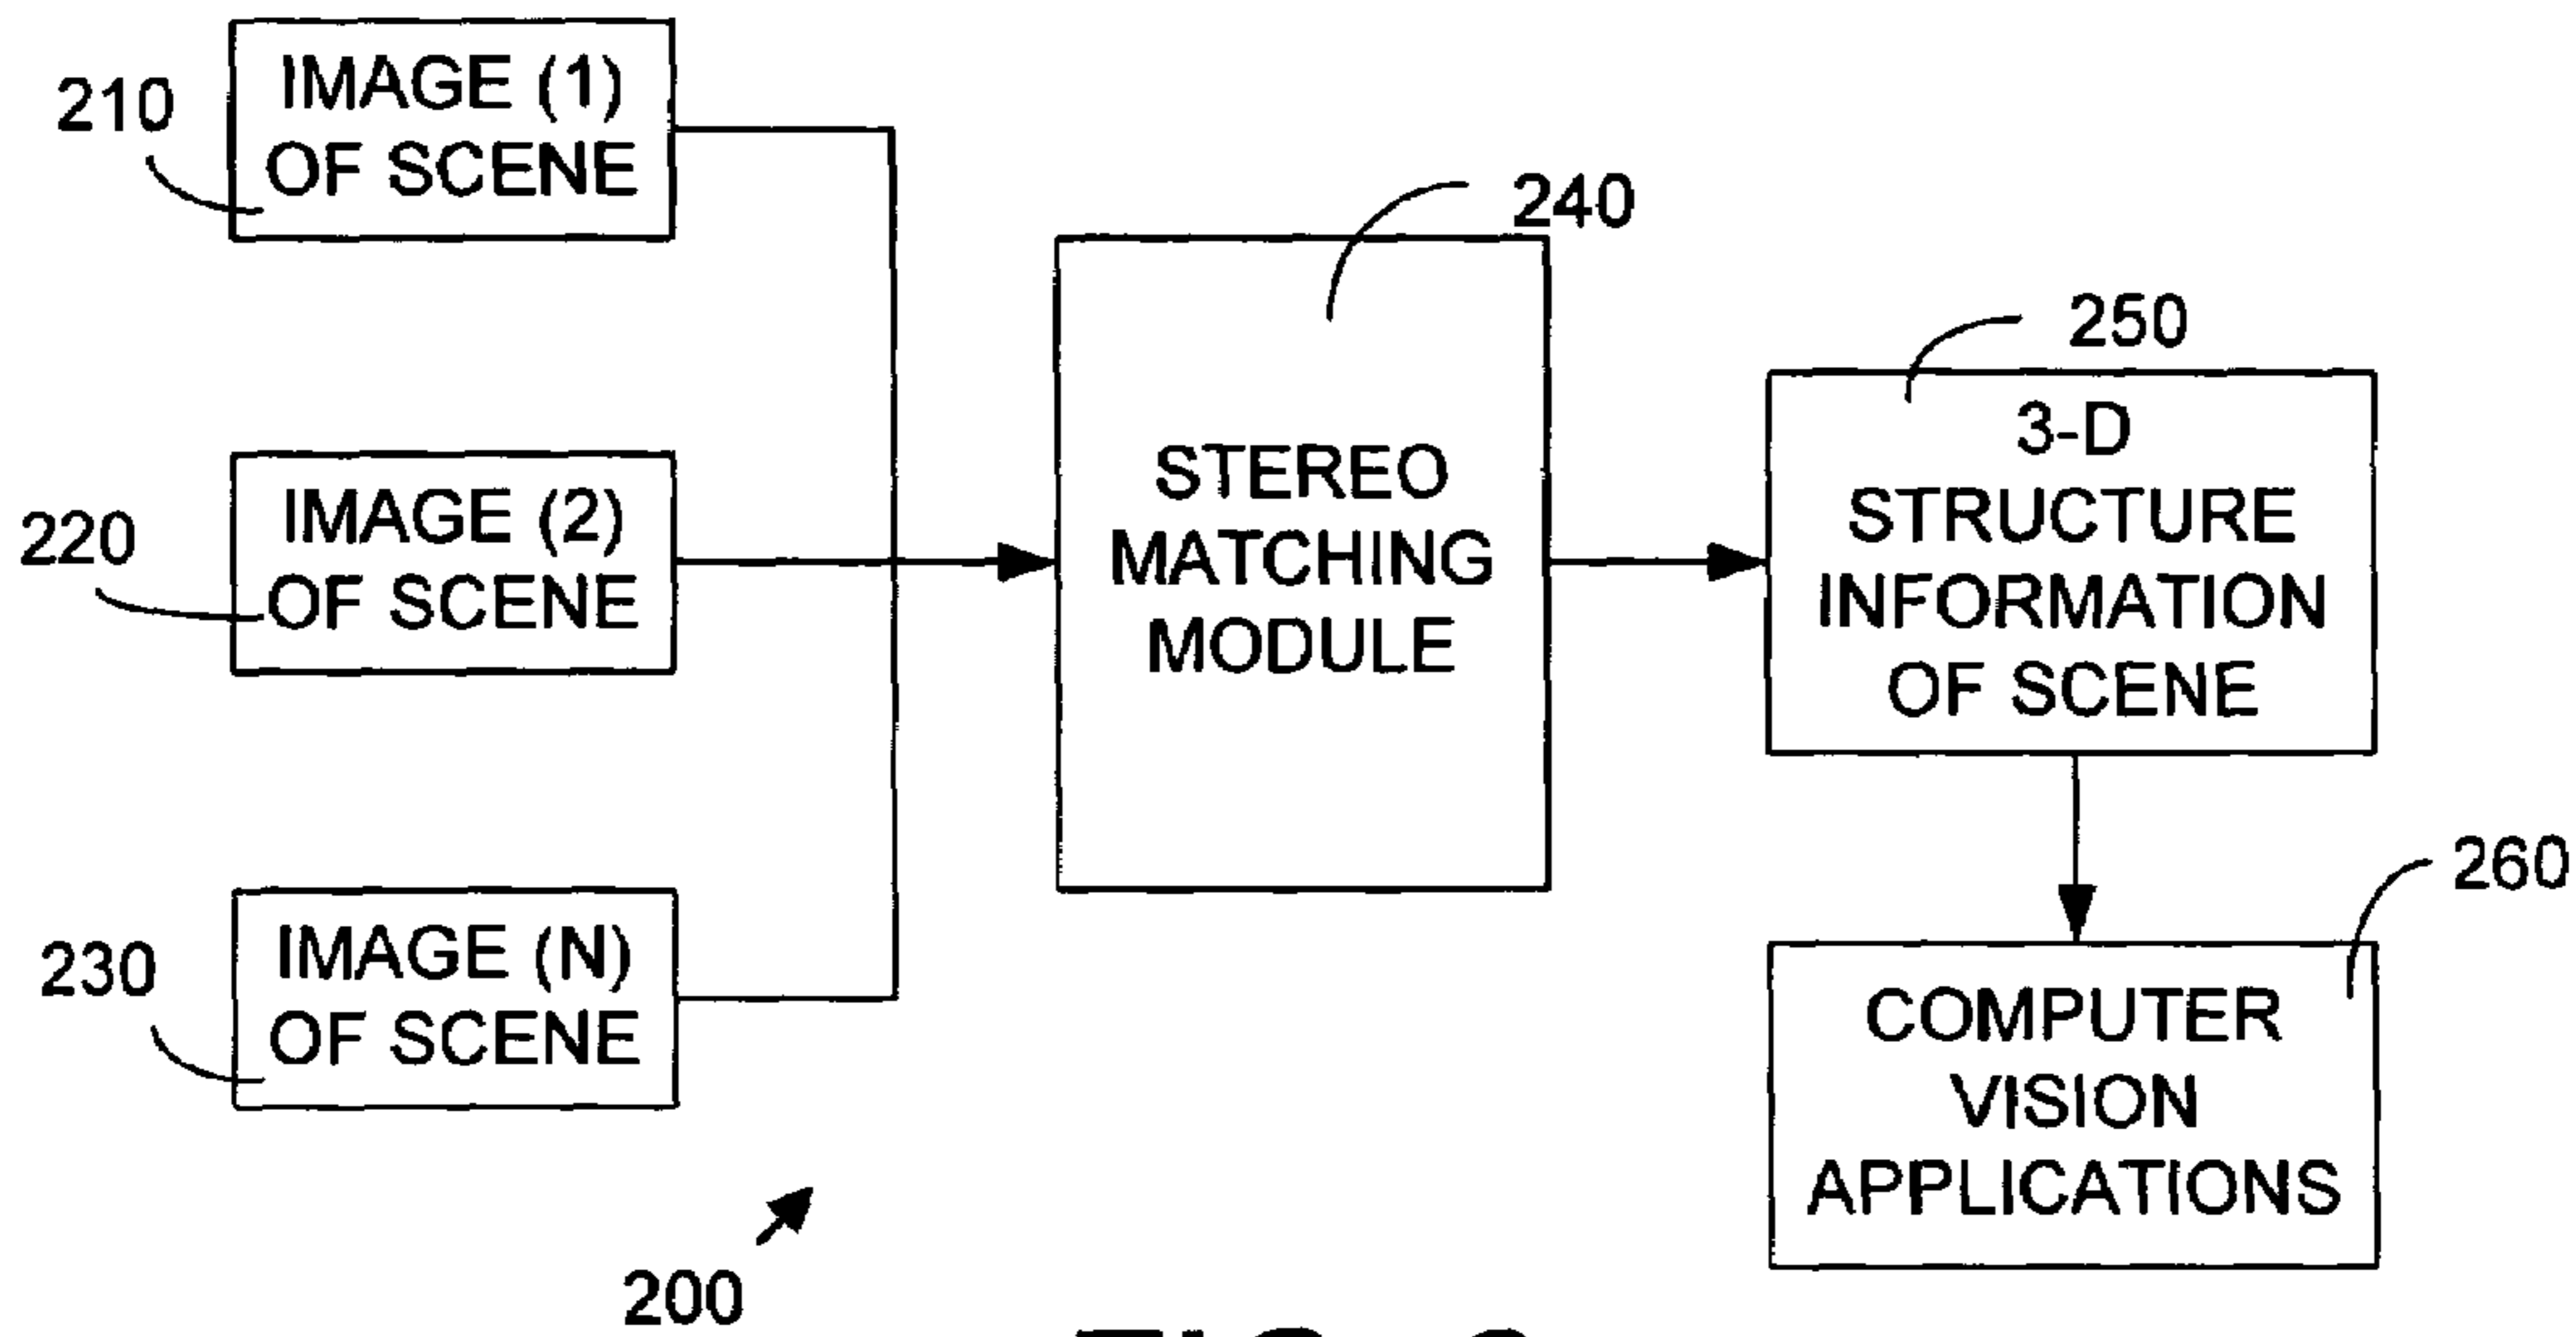 210
IMAGE (1)
OF SCENE
220
IMAGE (2)
OF SCENE
230
IMAGE (N)
OF SCENE
240
STEREO
MATCHING
MODULE
250
3-D
STRUCTURE
INFORMATION
OF SCENE
260
COMPUTER
VISION
APPLICATIONS
200